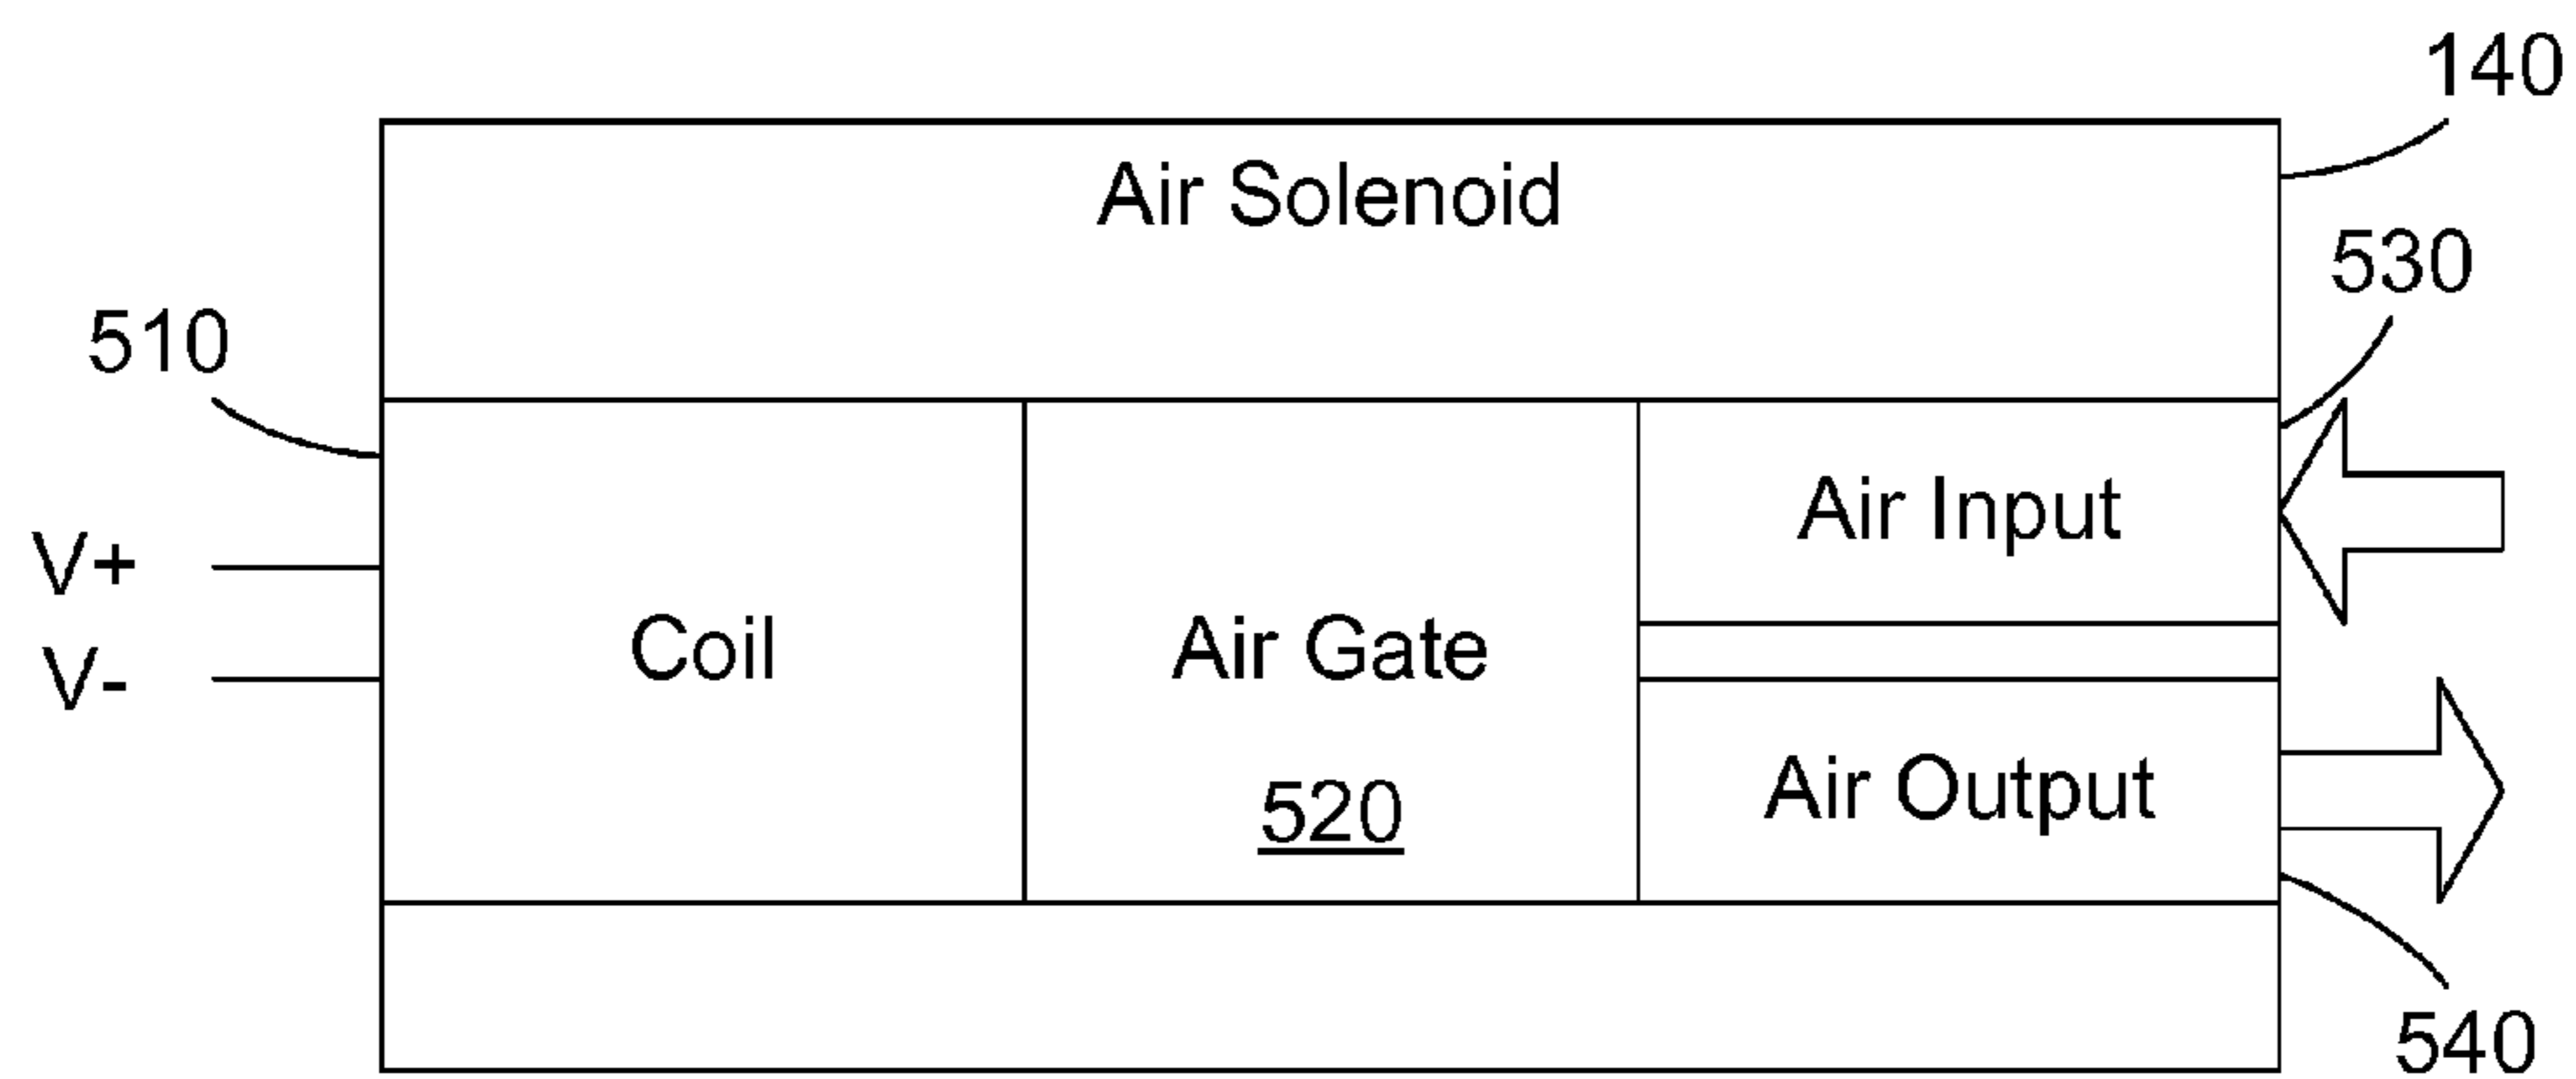 140
Air Solenoid
530
510
Air Input
V+
Coil
Air Gate
V-
Air Output
520
540